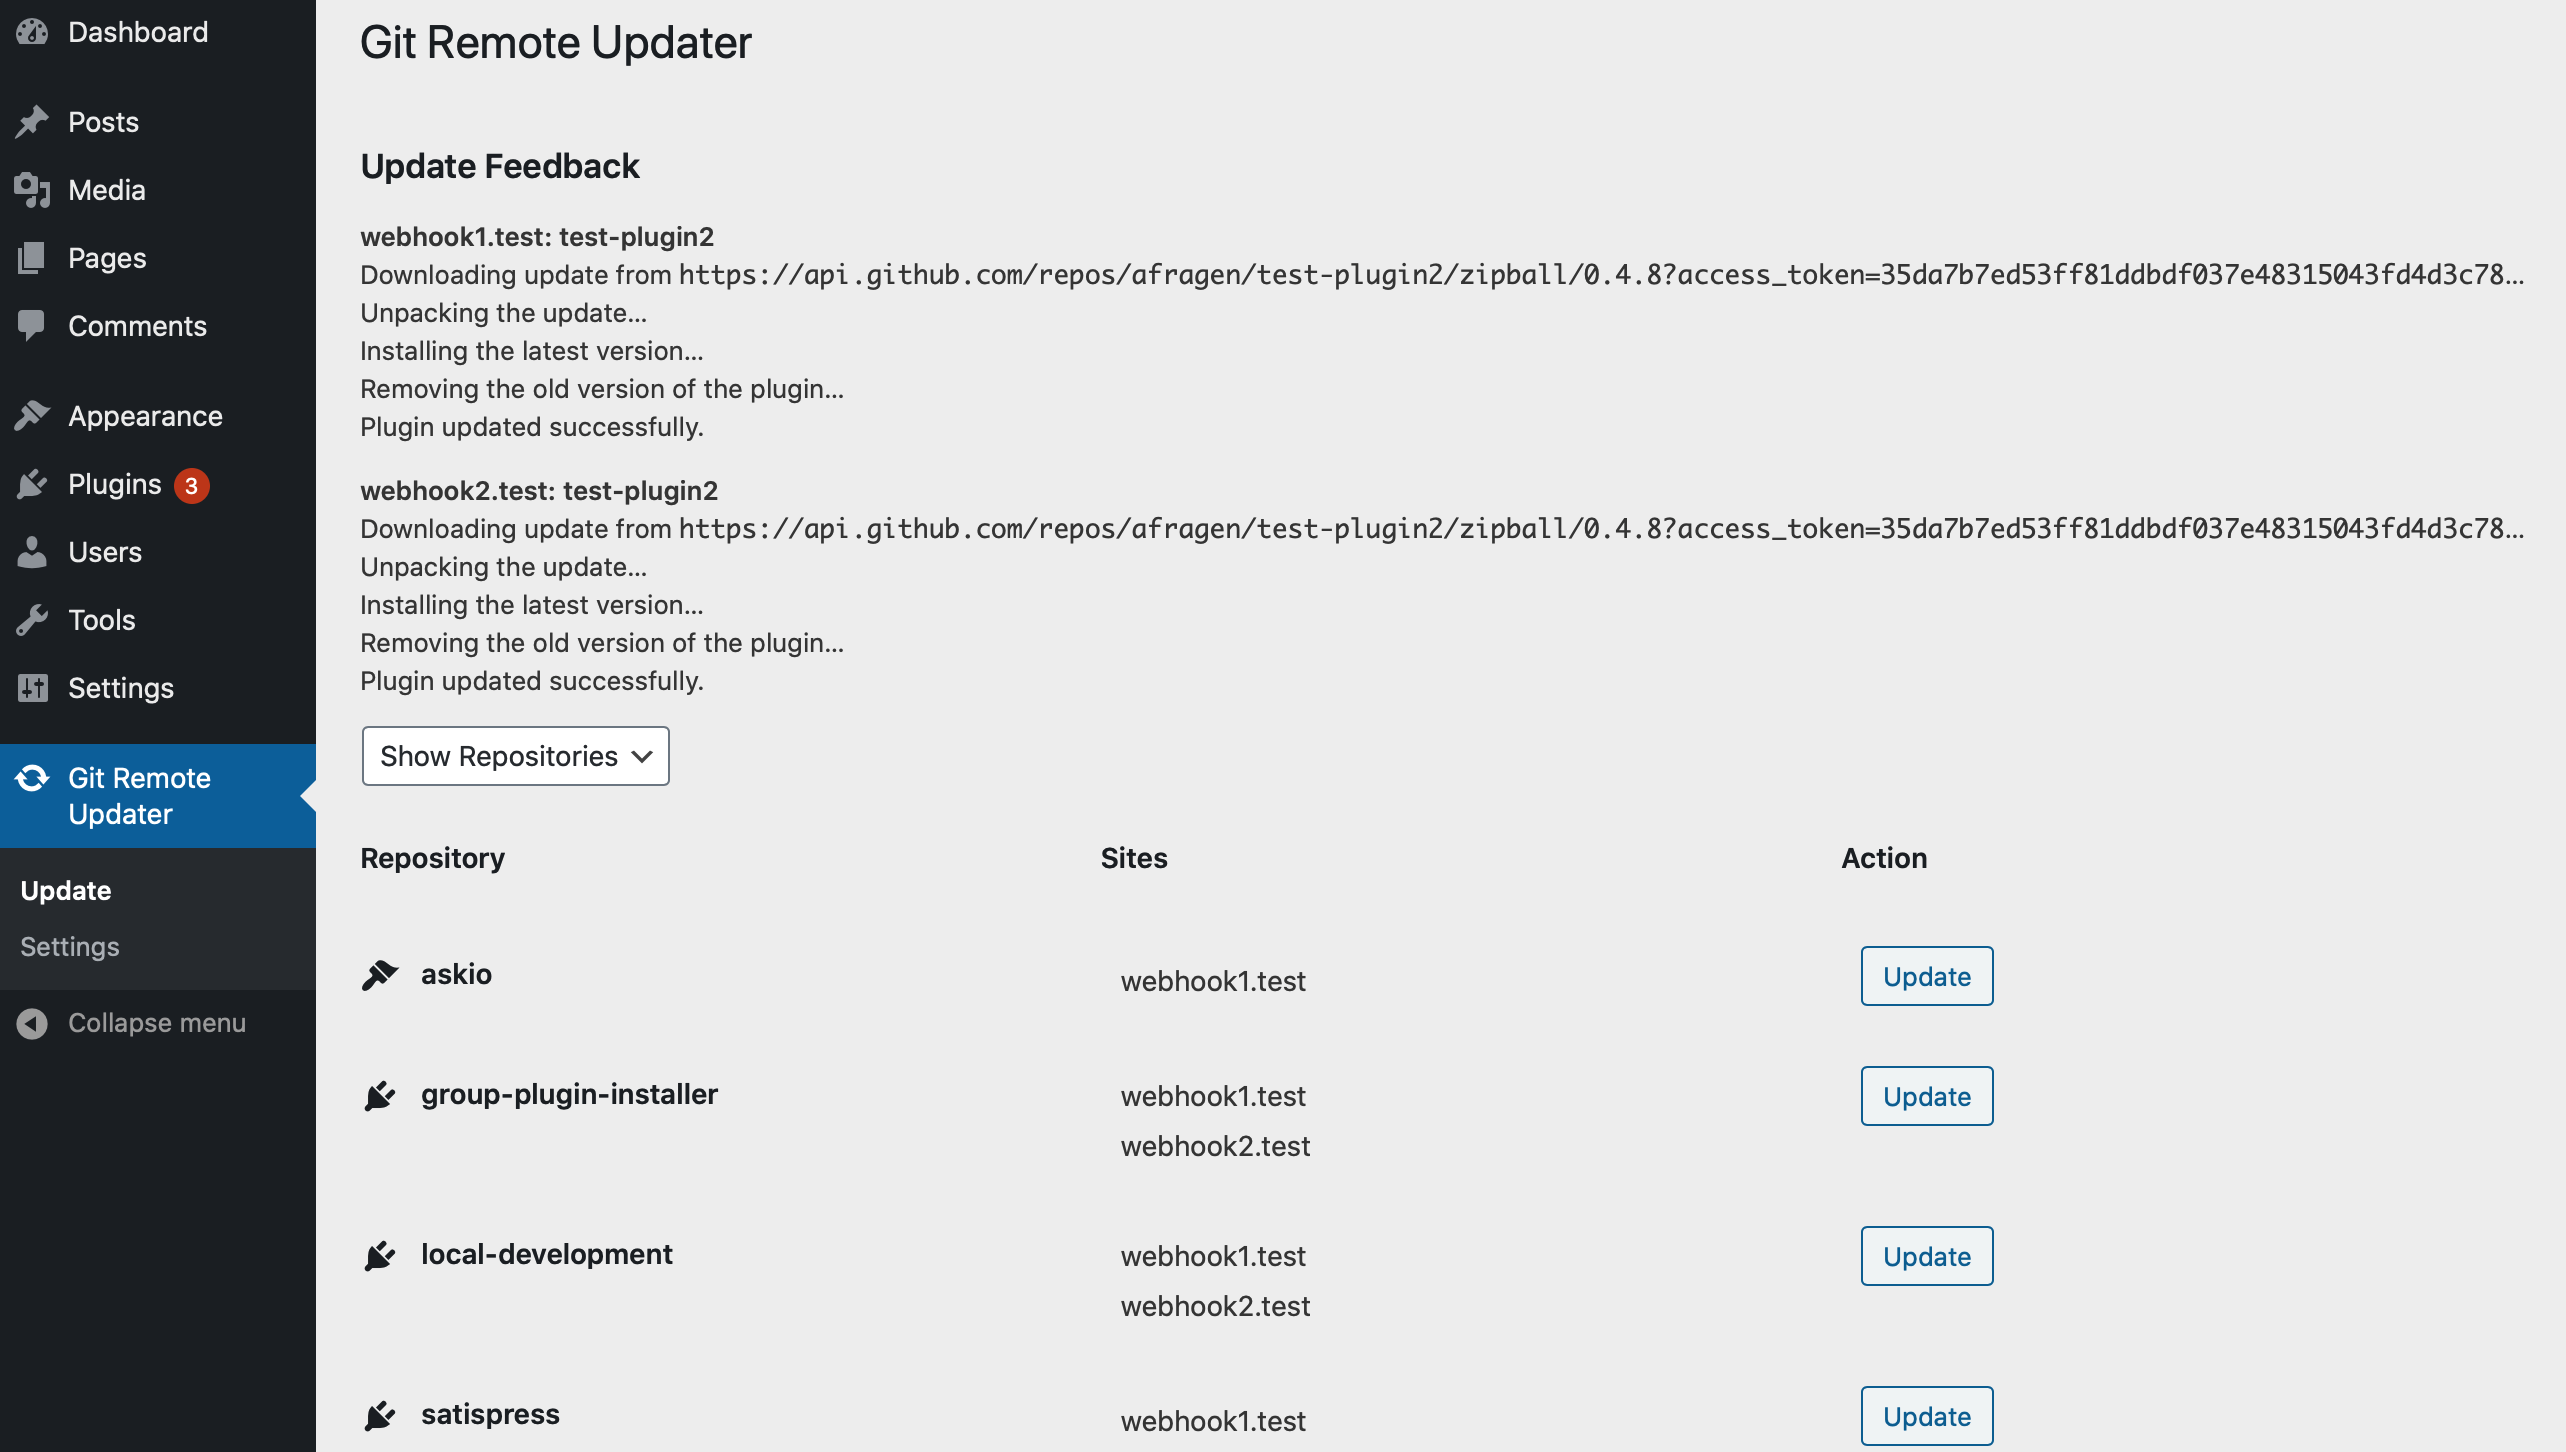 Dashboard
Posts
Media
Pages
Comments
Appearance
Plugins 3
Users
Tools
Settings
Git Remote
Updater
Update
Settings
Collapse menu
Git Remote Updater
Update Feedback
webhook1.test: test-plugin2
Downloading update from https://api.github.com/repos/afragen/test-plugin2/zipball/0.4.8?access_token=35da7b7ed53ff81ddbdf037e48315043fd4d3c78…
Unpacking the update…
Installing the latest version…
Removing the old version of the plugin…
Plugin updated successfully.
webhook2.test: test-plugin2
Downloading update from https://api.github.com/repos/afragen/test-plugin2/zipball/0.4.8?access_token=35da7b7ed53ff81ddbdf037e48315043fd4d3c78…
Unpacking the update…
Installing the latest version…
Removing the old version of the plugin…
Plugin updated successfully.
Show Repositories
Repository Sites Action
askio webhook1.test Update
group-plugin-installer webhook1.test Update
webhook2.test
local-development webhook1.test Update
webhook2.test
satispress webhook1.test Update